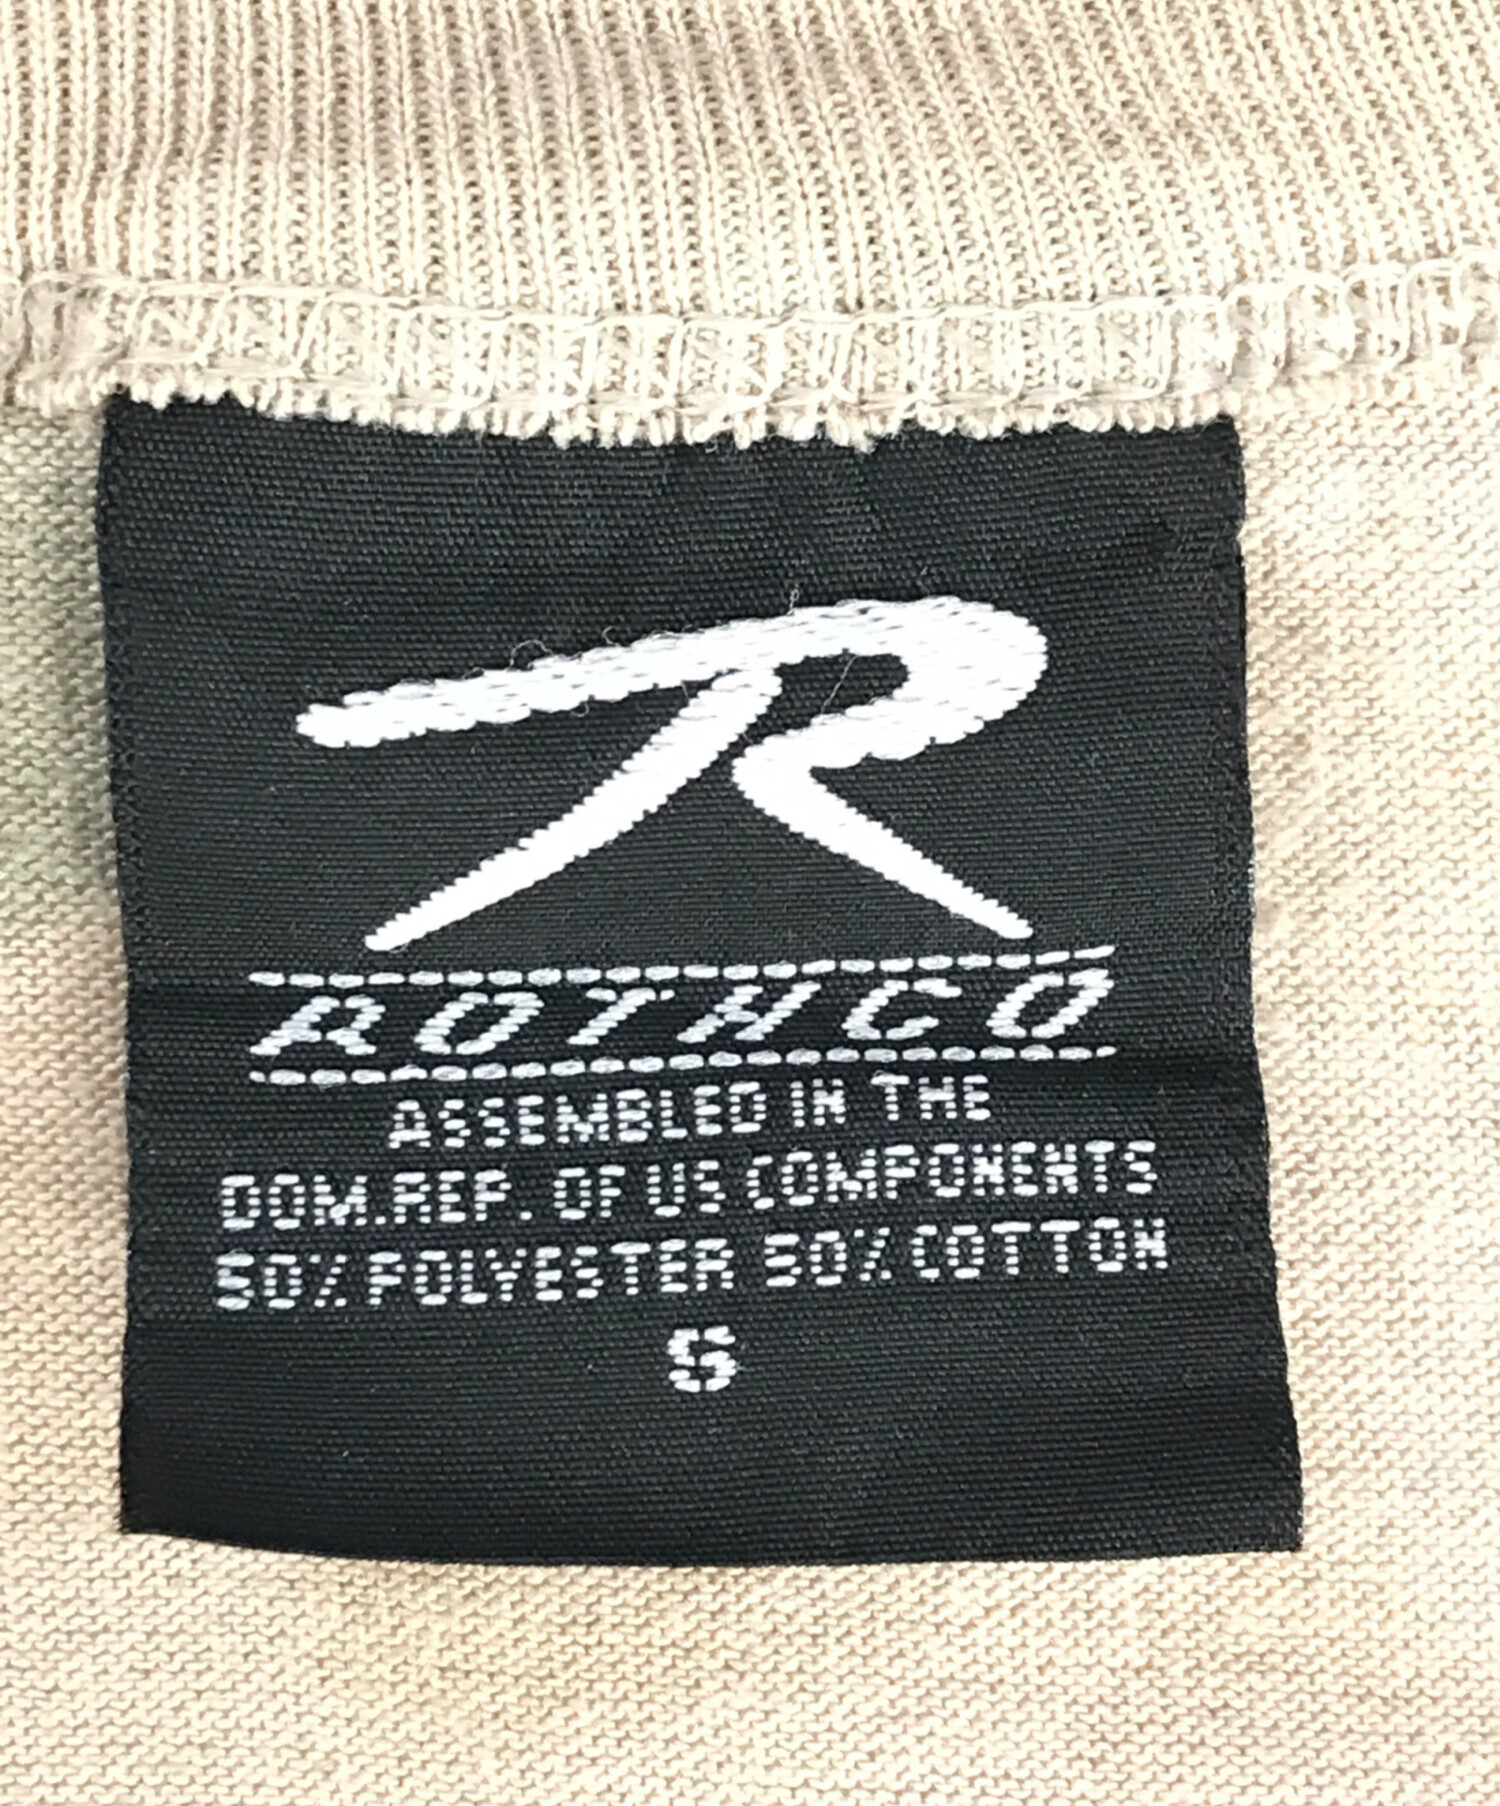 R
ROTHCO
ASSEMBLED IN THE
DOM.REP. OF US COMPONENTS
50% POLYESTER 50% COTTON
S